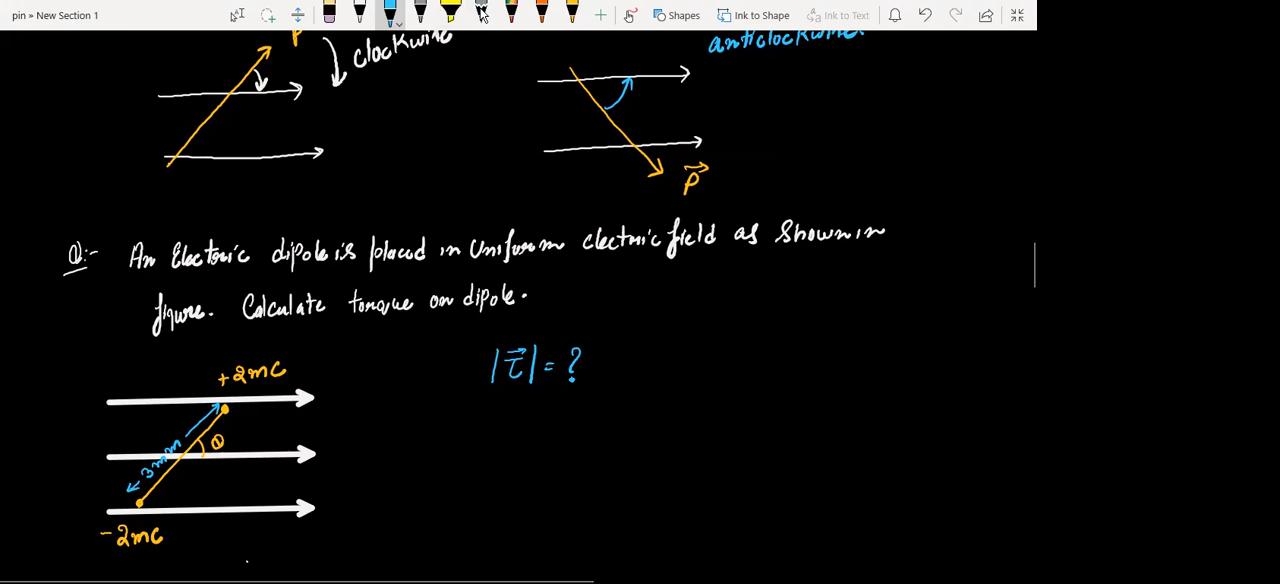 pin » New Section 1
Shapes Ink to Shape Ink to Text
P
clockwise
anticlockwise
P
Q:- An Electric dipole is placed in Uniform electric field as shown in
figure. Calculate torque on dipole.
+2mC
|τ| = ?
3mm
θ
-2mC